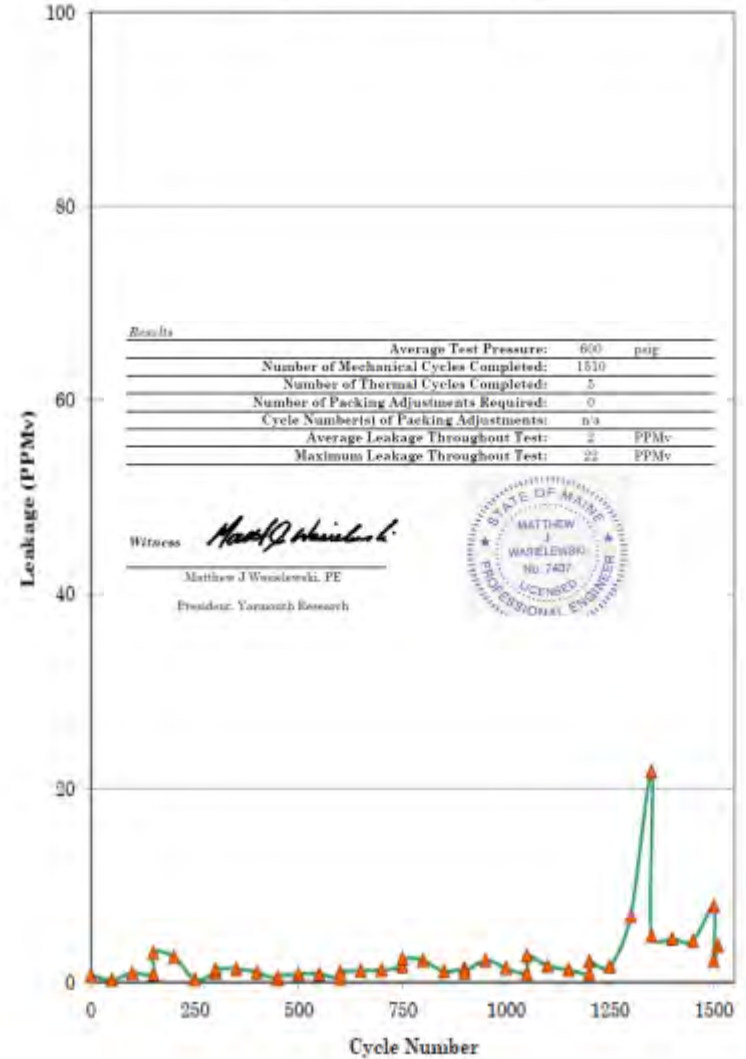 100
80
60
40
20
0
Leakage (PPMv)
Results
Average Test Pressure: 600 psig
Number of Mechanical Cycles Completed: 1510
Number of Thermal Cycles Completed: 5
Number of Packing Adjustments Required: 0
Cycle Number(s) of Packing Adjustments: n/a
Average Leakage Throughout Test: 2 PPMv
Maximum Leakage Throughout Test: 22 PPMv
Witness Matthew J Wasielewski
Matthew J Wasielewski, PE
President, Yarmouth Research
STATE OF MAINE
MATTHEW
J
WASIELEWSKI
No. 7407
LICENSED
PROFESSIONAL ENGINEER
0 250 500 750 1000 1250 1500
Cycle Number